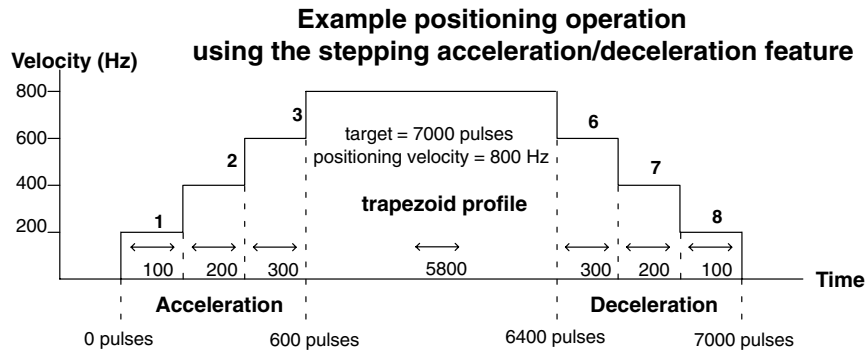 Example positioning operation
using the stepping acceleration/deceleration feature
Velocity (Hz)
800
3
6
600
target = 7000 pulses
positioning velocity = 800 Hz
2
7
400
trapezoid profile
1
8
200
100 200 300 5800 300 200 100
Time
Acceleration Deceleration
0 pulses 600 pulses 6400 pulses 7000 pulses